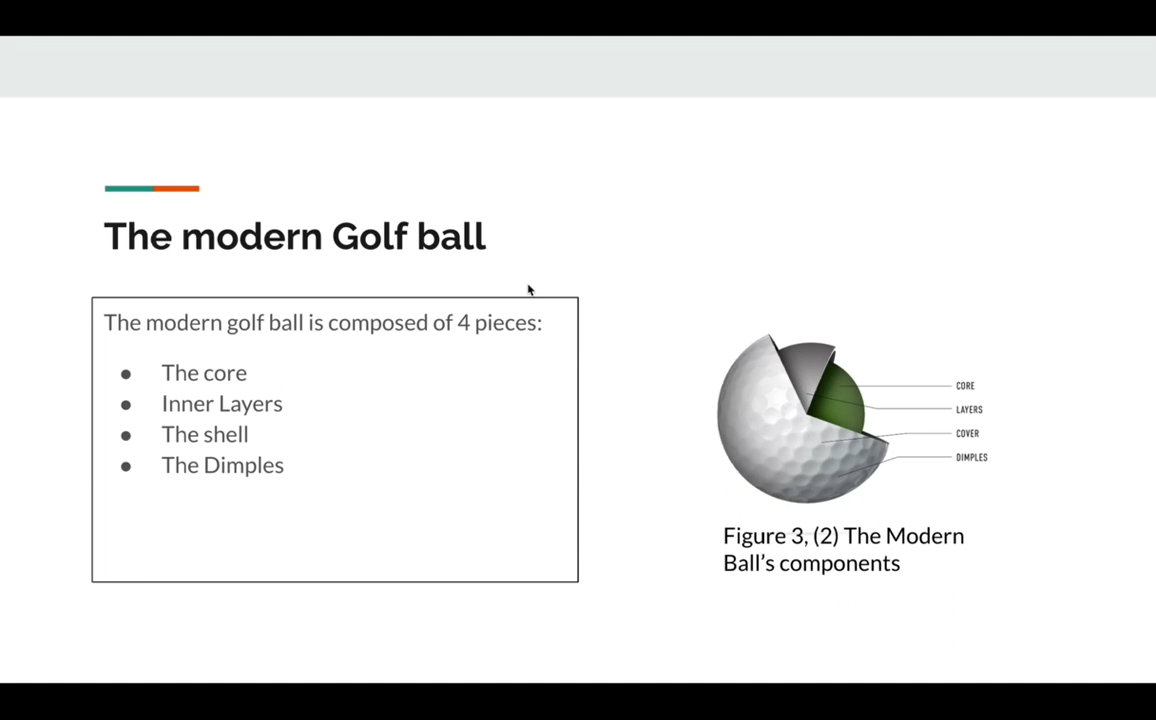 The modern Golf ball
The modern golf ball is composed of 4 pieces:
● The core
● Inner Layers
● The shell
● The Dimples
CORE
LAYERS
COVER
DIMPLES
Figure 3, (2) The Modern
Ball’s components